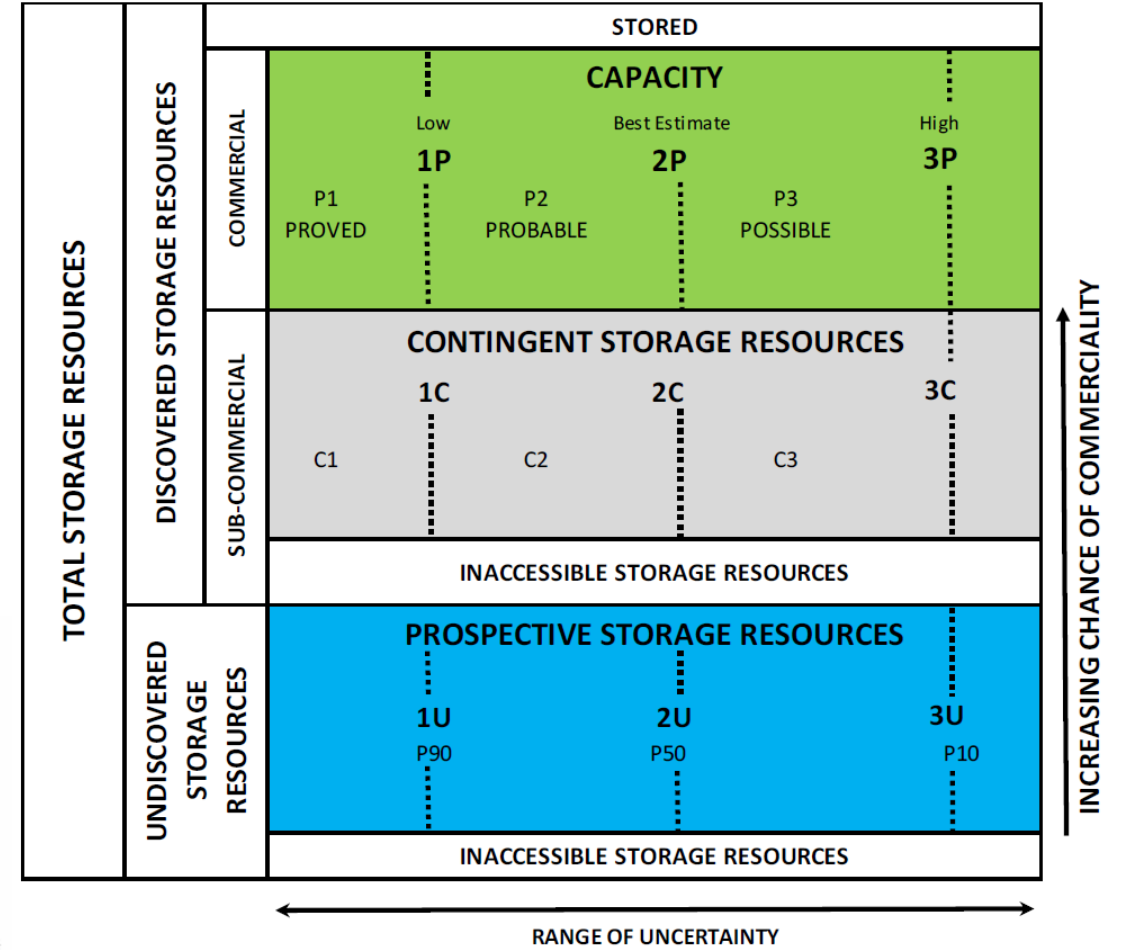 TOTAL STORAGE RESOURCES
DISCOVERED STORAGE RESOURCES
STORED
COMMERCIAL
CAPACITY
Low
Best Estimate
High
1P
2P
3P
P1
PROVED
P2
PROBABLE
P3
POSSIBLE
SUB-COMMERCIAL
CONTINGENT STORAGE RESOURCES
1C
2C
3C
C1
C2
C3
INACCESSIBLE STORAGE RESOURCES
UNDISCOVERED
STORAGE
RESOURCES
PROSPECTIVE STORAGE RESOURCES
1U
2U
3U
P90
P50
P10
INACCESSIBLE STORAGE RESOURCES
INCREASING CHANCE OF COMMERCIALITY
RANGE OF UNCERTAINTY